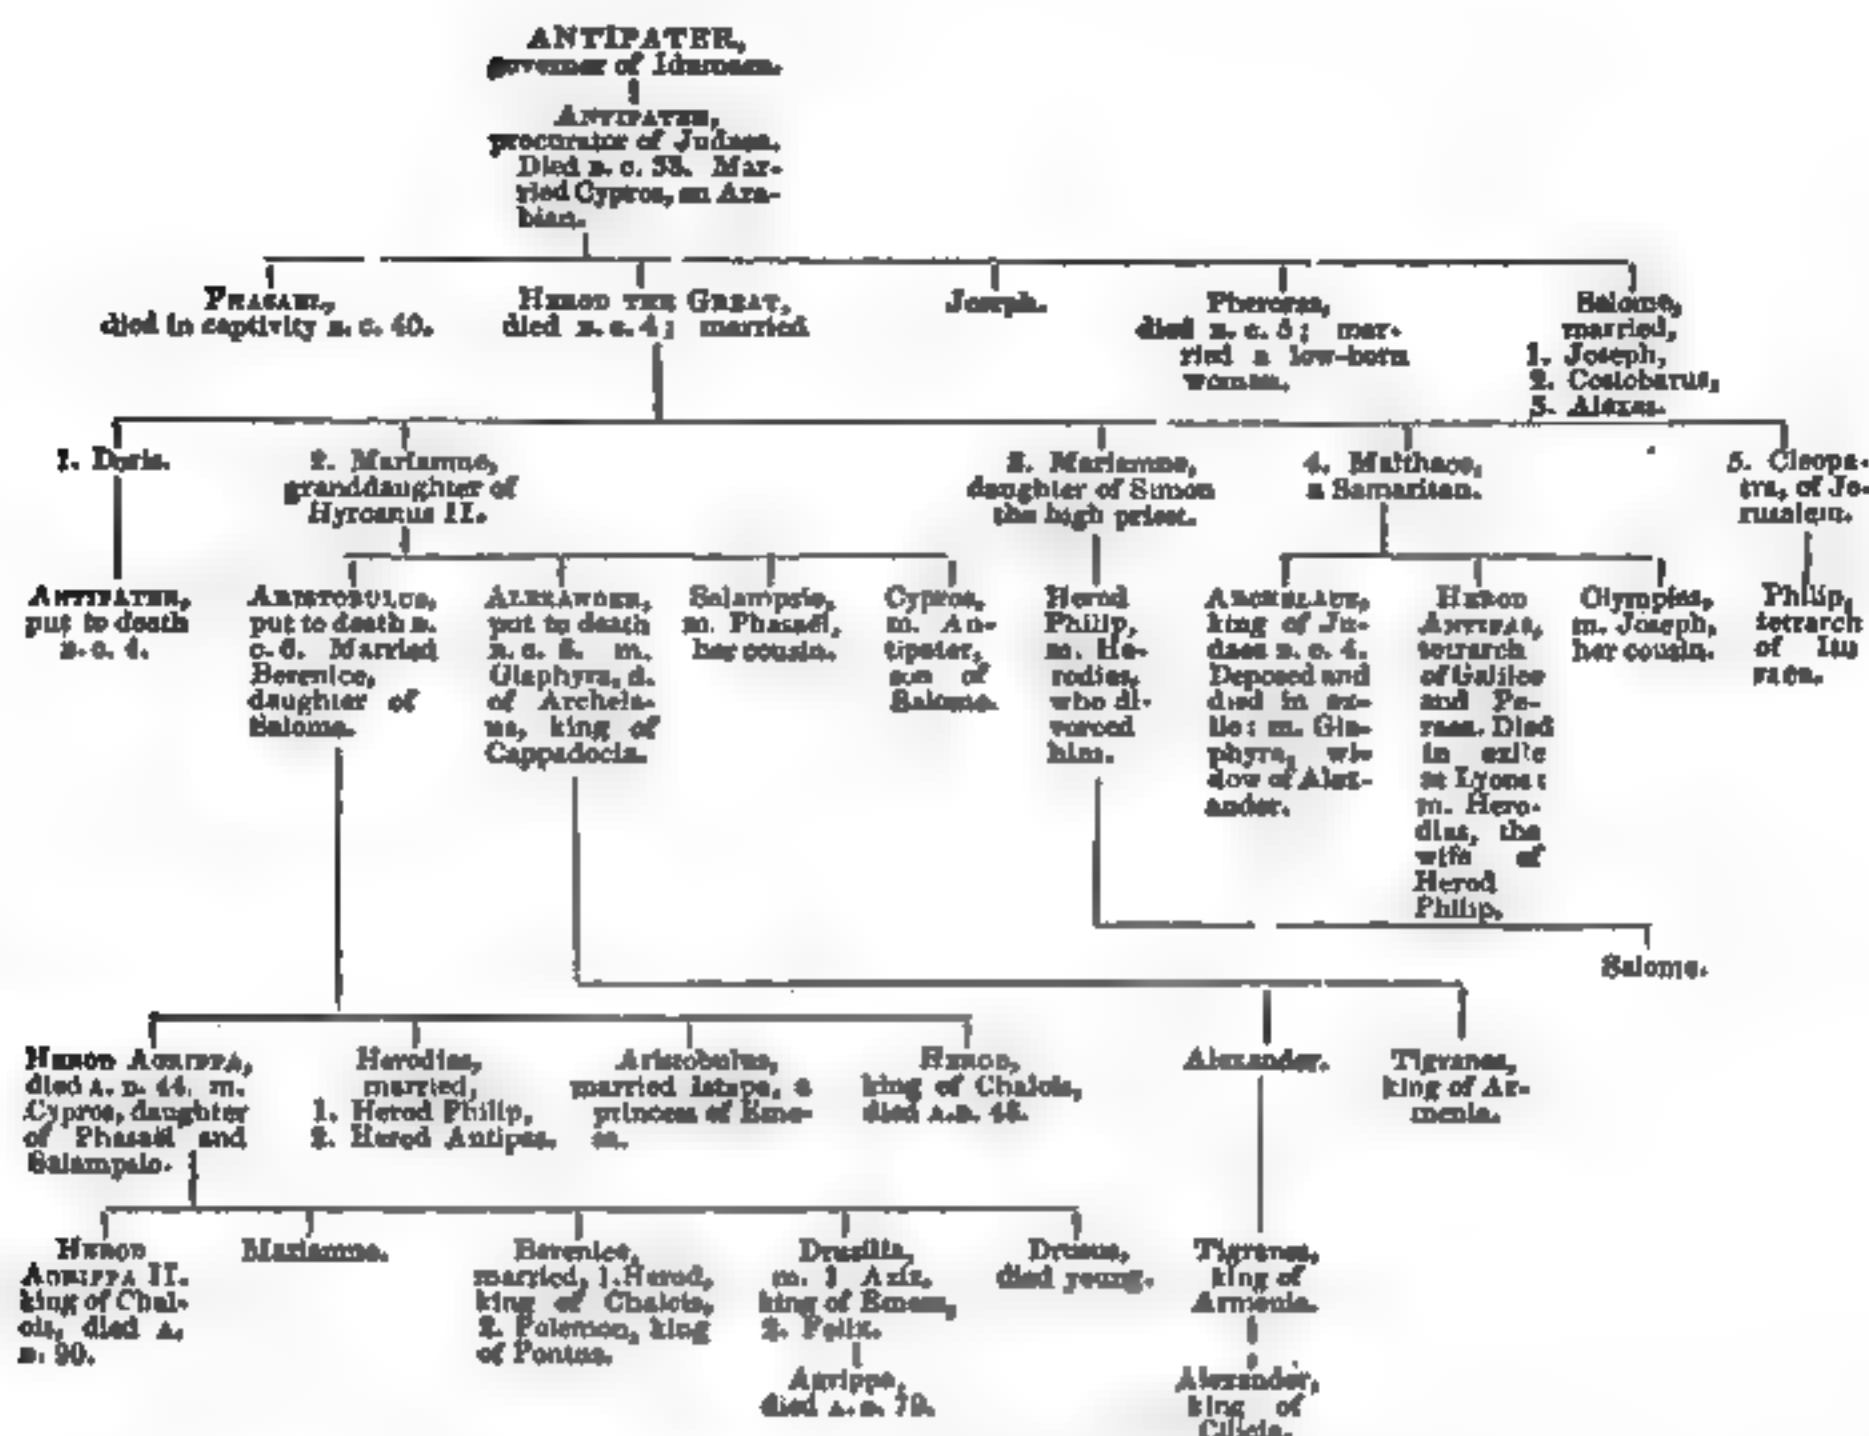 ANTIPATER,
governor of Idumaea.
ANTIPATER,
procurator of Judaea.
Died B. C. 43. Mar-
ried Cypros, an Ara-
bian.
PHASAEL,
died in captivity B. C. 40.
HEROD THE GREAT,
died B. C. 4; married
Joseph.
Pheroras,
died B. C. 5; mar-
ried a low-born
woman.
Salome,
married,
1. Joseph,
2. Costobarus,
3. Alexas.
1. Doris.
2. Mariamne,
granddaughter of
Hyrcanus II.
3. Mariamne,
daughter of Simon
the high priest.
4. Malthace,
a Samaritan.
5. Cleopa-
tra, of Je-
rusalem.
ANTIPATER,
put to death
B. C. 4.
ARISTOBULUS,
put to death B.
C. 6. Married
Berenice,
daughter of
Salome.
ALEXANDER,
put to death
B. C. 6. m.
Glaphyra, d.
of Archela-
us, king of
Cappadocia.
Salampsio,
m. Phasael,
her cousin.
Cypros,
m. An-
tipater,
son of
Salome.
Herod
Philip,
m. He-
rodias,
who di-
vorced
him.
ARCHELAUS,
king of Ju-
daea B. C. 4.
Deposed and
died in ex-
ile: m. Gla-
phyra, wi-
dow of Alex-
ander.
HEROD
ANTIPAS,
tetrarch
of Galilee
and Pe-
raea. Died
in exile
at Lyons:
m. Hero-
dias, the
wife of
Herod
Philip.
Olympias,
m. Joseph,
her cousin.
Philip,
tetrarch
of Itu
raea.
Salome.
HEROD AGRIPPA,
died A. D. 44. m.
Cypros, daughter
of Phasael and
Salampsio.
Herodias,
married,
1. Herod Philip,
2. Herod Antipas.
Aristobulus,
married Iotape, a
princess of Eme-
sa.
HEROD,
king of Chalcis,
died A.D. 48.
Alexander.
Tigranes,
king of Ar-
menia.
HEROD
AGRIPPA II.
king of Chal-
cis, died A.
D. 90.
Mariamne.
Berenice,
married, 1. Herod,
king of Chalcis,
2. Polemon, king
of Pontus.
Drusilla,
m. 1 Aziz,
king of Emesa,
2. Felix.
Drusus,
died young.
Tigranes,
king of
Armenia.
Agrippa,
died A. D. 79.
Alexander,
king of
Cilicia.